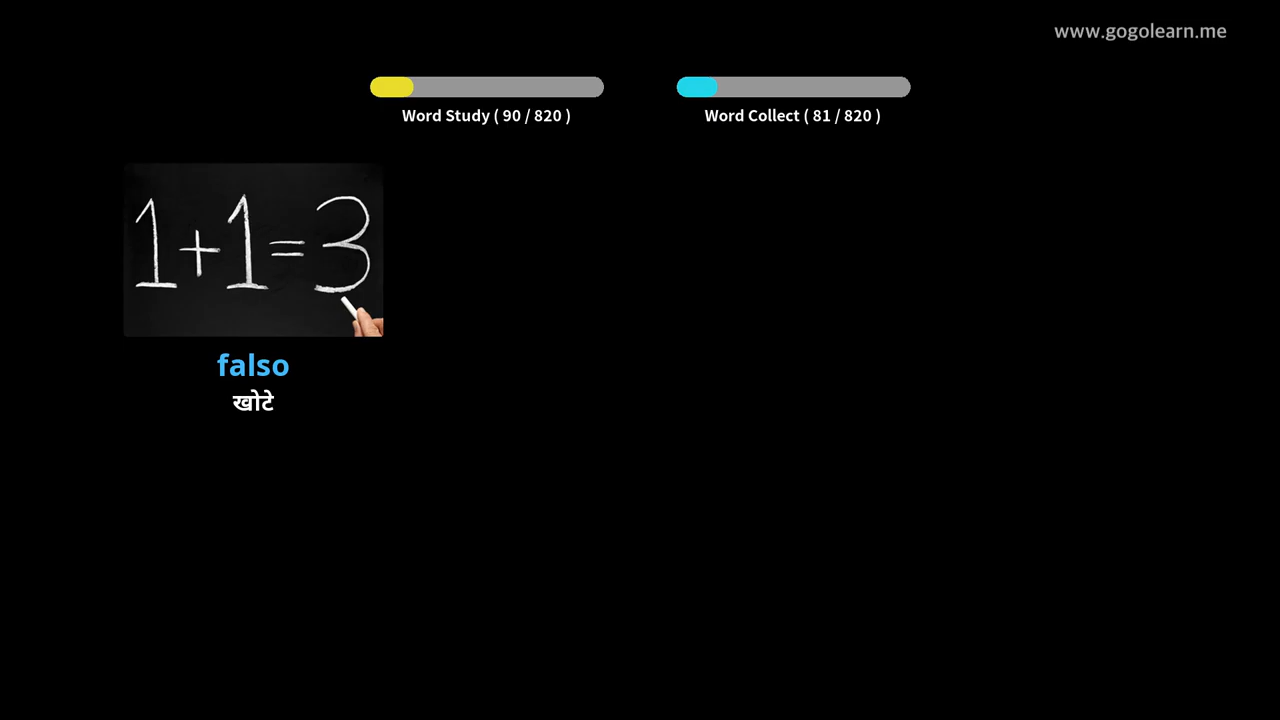 www.gogolearn.me
Word Study ( 90 / 820 )
Word Collect ( 81 / 820 )
1+1=3
falso
खोटे